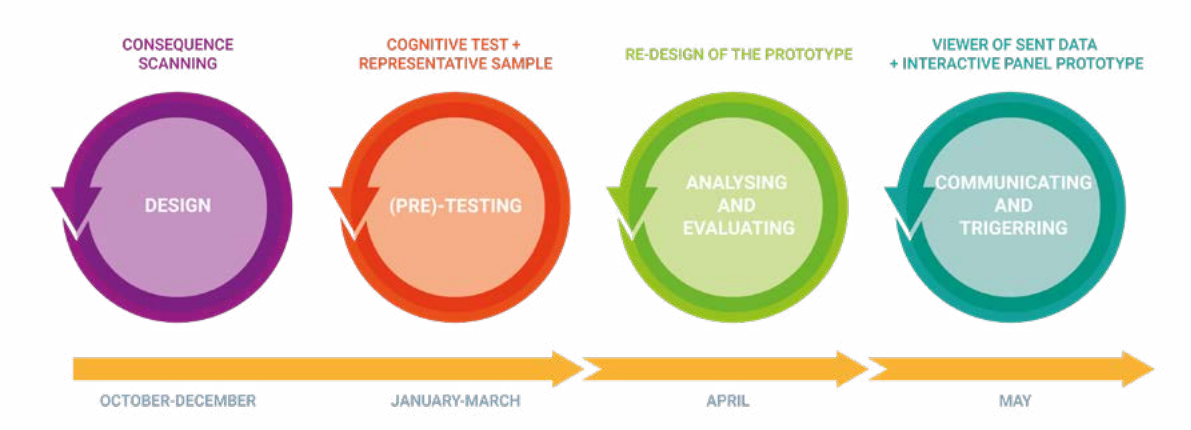 CONSEQUENCE
SCANNING
COGNITIVE TEST +
REPRESENTATIVE SAMPLE
RE-DESIGN OF THE PROTOTYPE
VIEWER OF SENT DATA
+ INTERACTIVE PANEL PROTOTYPE
DESIGN
(PRE)-TESTING
ANALYSING
AND
EVALUATING
COMMUNICATING
AND
TRIGERRING
OCTOBER-DECEMBER
JANUARY-MARCH
APRIL
MAY